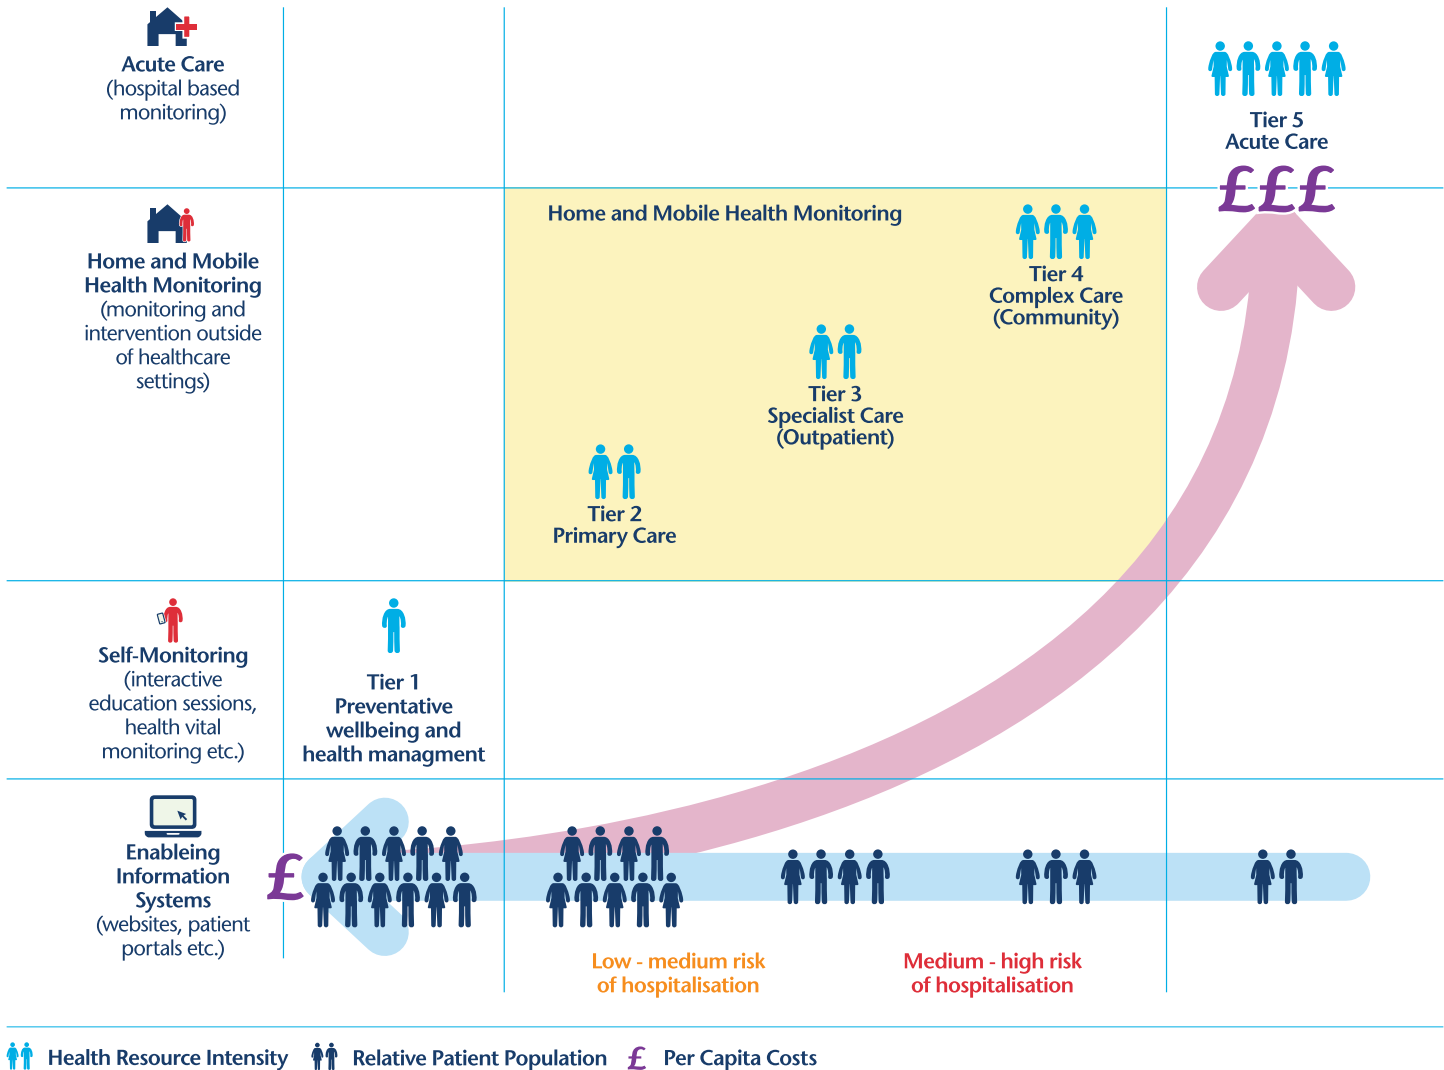 Acute Care
(hospital based
monitoring)
Tier 5
Acute Care
£££
Home and Mobile
Health Monitoring
(monitoring and
intervention outside
of healthcare
settings)
Home and Mobile Health Monitoring
Tier 4
Complex Care
(Community)
Tier 3
Specialist Care
(Outpatient)
Tier 2
Primary Care
Self-Monitoring
(interactive
education sessions,
health vital
monitoring etc.)
Tier 1
Preventative
wellbeing and
health managment
Enableing
Information
Systems
(websites, patient
portals etc.)
£
Low - medium risk
of hospitalisation
Medium - high risk
of hospitalisation
Health Resource Intensity
Relative Patient Population
£ Per Capita Costs